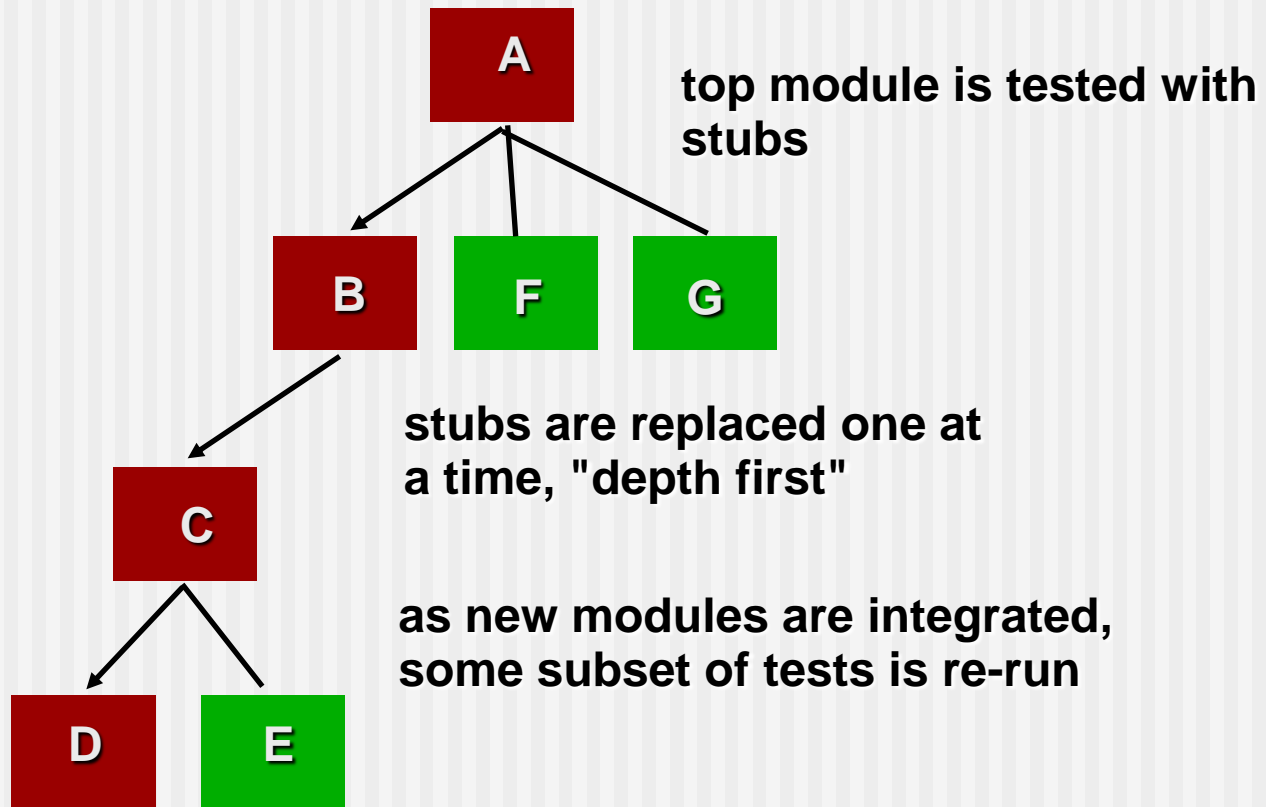 A
top module is tested with
stubs
B
F
G
stubs are replaced one at
a time, "depth first"
C
as new modules are integrated,
some subset of tests is re-run
D
E